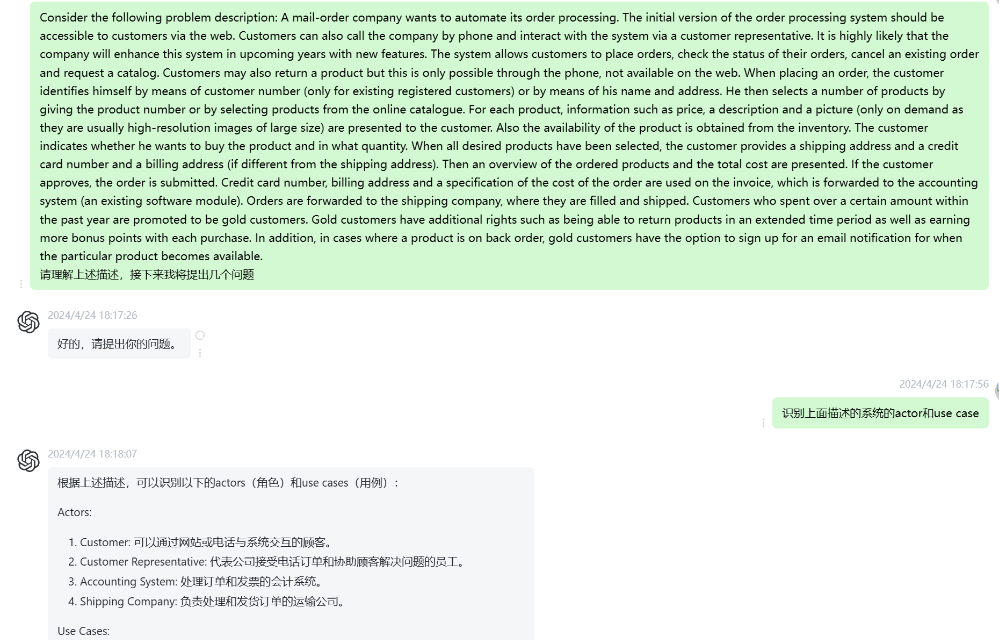 Consider the following problem description: A mail-order company wants to automate its order processing. The initial version of the order processing system should be
accessible to customers via the web. Customers can also call the company by phone and interact with the system via a customer representative. It is highly likely that the
company will enhance this system in upcoming years with new features. The system allows customers to place orders, check the status of their orders, cancel an existing order
and request a catalog. Customers may also return a product but this is only possible through the phone, not available on the web. When placing an order, the customer
identifies himself by means of customer number (only for existing registered customers) or by means of his name and address. He then selects a number of products by
giving the product number or by selecting products from the online catalogue. For each product, information such as price, a description and a picture (only on demand as
they are usually high-resolution images of large size) are presented to the customer. Also the availability of the product is obtained from the inventory. The customer
indicates whether he wants to buy the product and in what quantity. When all desired products have been selected, the customer provides a shipping address and a credit
card number and a billing address (if different from the shipping address). Then an overview of the ordered products and the total cost are presented. If the customer
approves, the order is submitted. Credit card number, billing address and a specification of the cost of the order are used on the invoice, which is forwarded to the accounting
system (an existing software module). Orders are forwarded to the shipping company, where they are filled and shipped. Customers who spent over a certain amount within
the past year are promoted to be gold customers. Gold customers have additional rights such as being able to return products in an extended time period as well as earning
more bonus points with each purchase. In addition, in cases where a product is on back order, gold customers have the option to sign up for an email notification for when
the particular product becomes available.
请理解上述描述，接下来我将提出几个问题
2024/4/24 18:17:26
好的，请提出你的问题。
2024/4/24 18:17:56
识别上面描述的系统的actor和use case
2024/4/24 18:18:07
根据上述描述，可以识别以下的actors（角色）和use cases（用例）：
Actors:
1. Customer: 可以通过网站或电话与系统交互的顾客。
2. Customer Representative: 代表公司接受电话订单和协助顾客解决问题的员工。
3. Accounting System: 处理订单和发票的会计系统。
4. Shipping Company: 负责处理和发货订单的运输公司。
Use Cases: